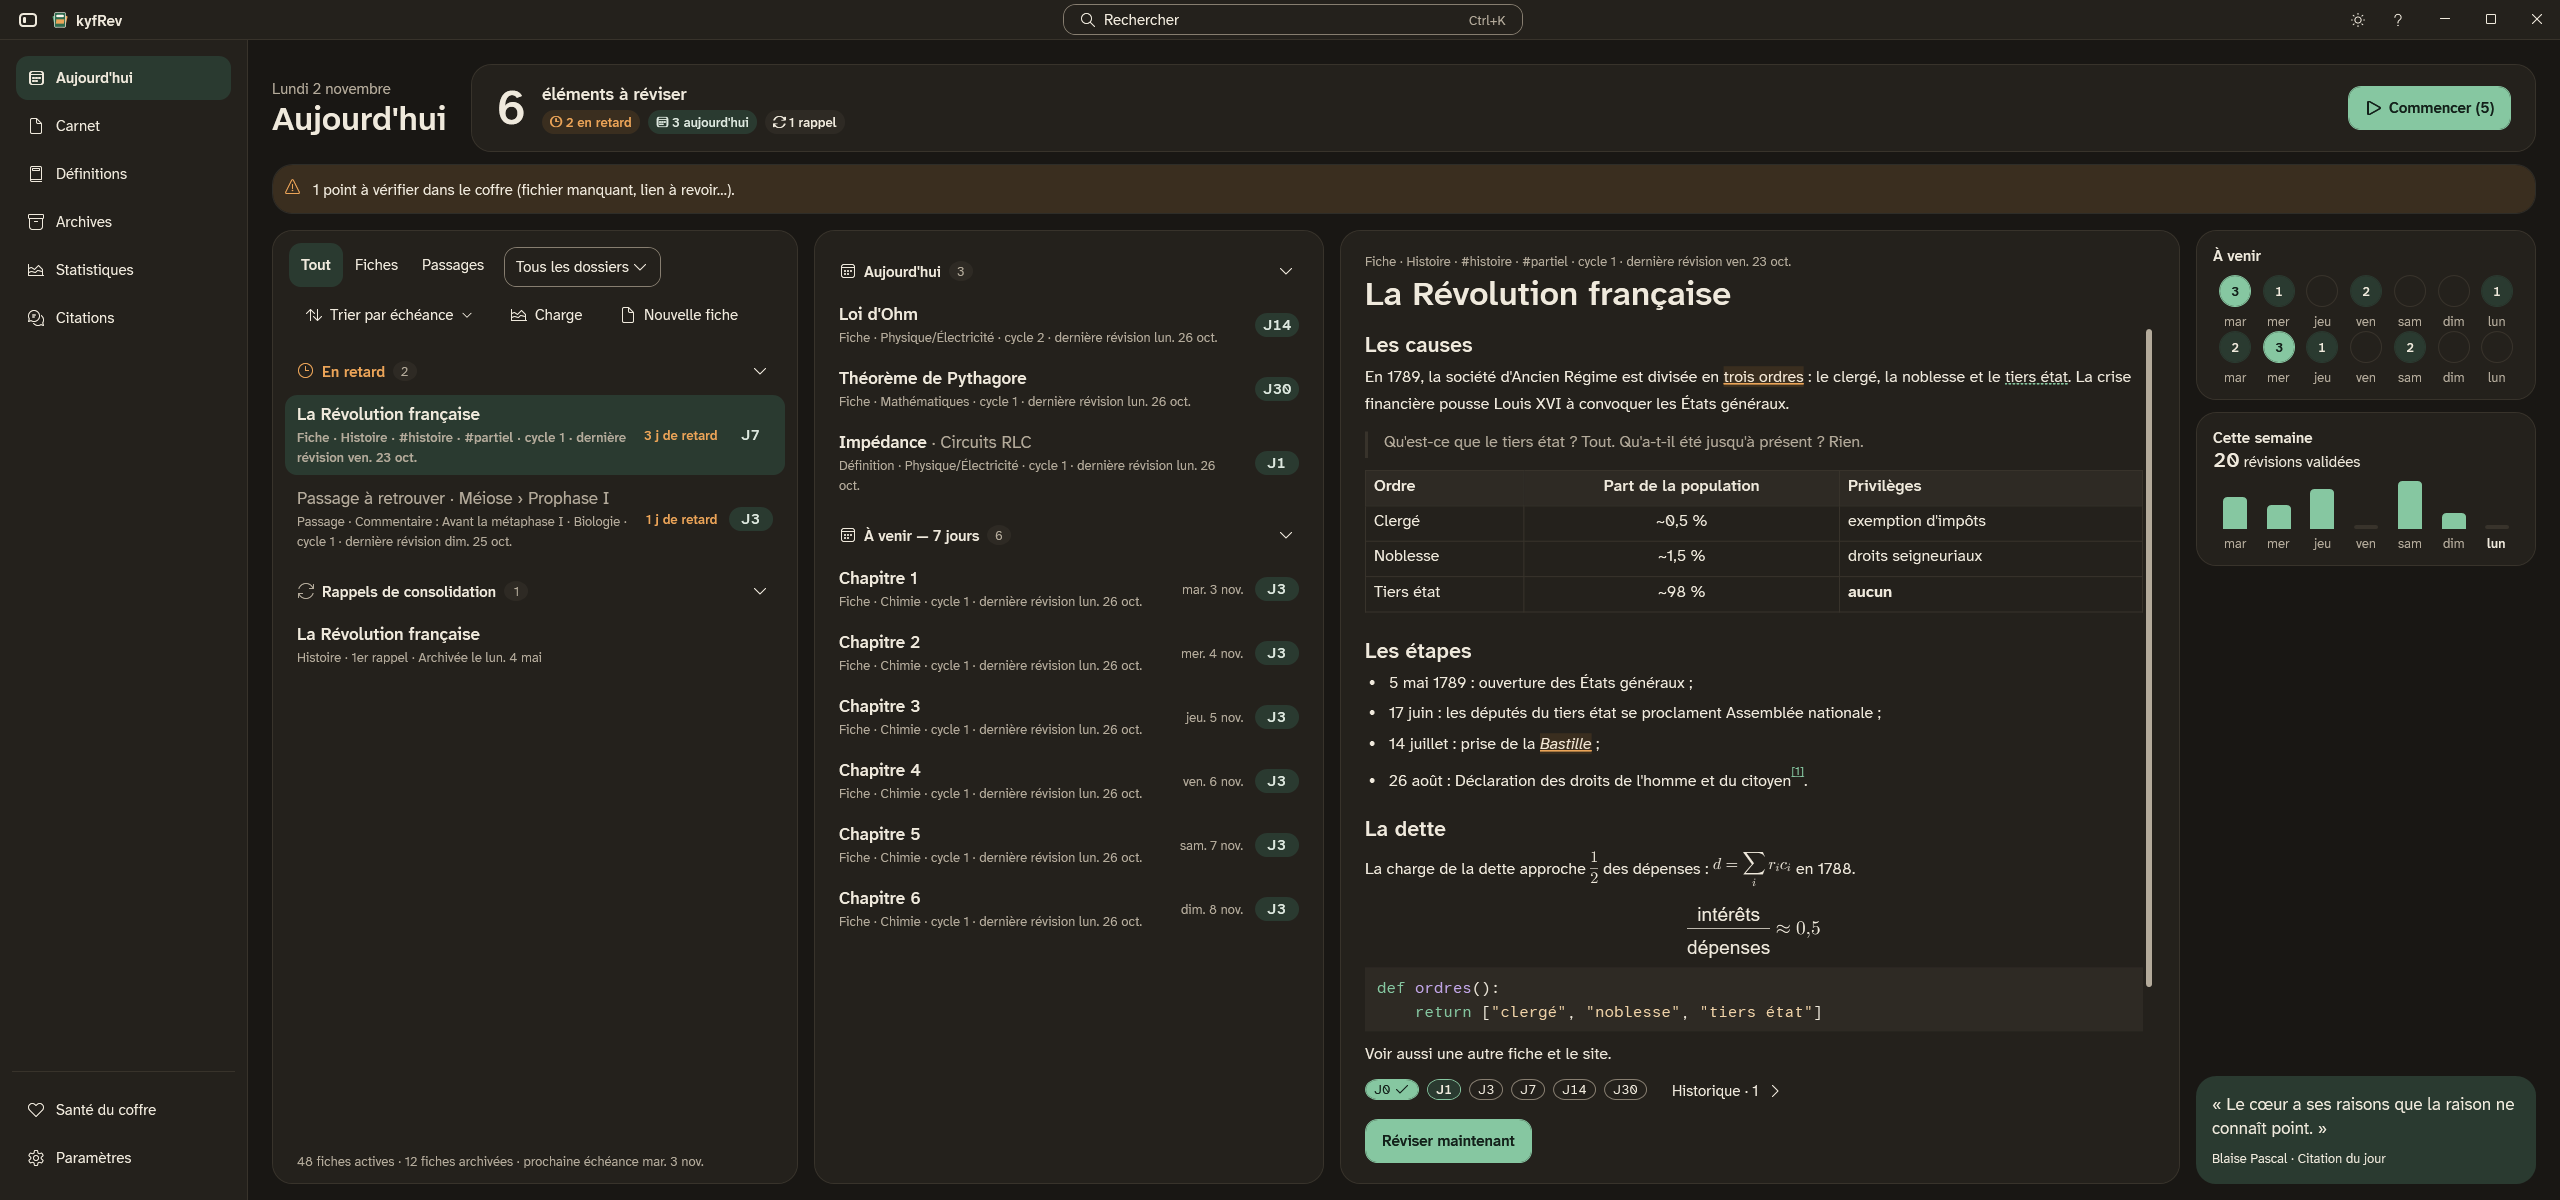 kyfRev
Rechercher
Ctrl+K
?
Aujourd'hui
Carnet
Définitions
Archives
Statistiques
Citations
Santé du coffre
Paramètres
Lundi 2 novembre
Aujourd'hui
6
éléments à réviser
2 en retard
3 aujourd'hui
1 rappel
Commencer (5)
1 point à vérifier dans le coffre (fichier manquant, lien à revoir…).
Tout
Fiches
Passages
Tous les dossiers
Trier par échéance
Charge
Nouvelle fiche
En retard 2
La Révolution française
Fiche · Histoire · #histoire · #partiel · cycle 1 · dernière
révision ven. 23 oct.
3 j de retard
J7
Passage à retrouver · Méiose › Prophase I
Passage · Commentaire : Avant la métaphase I · Biologie ·
cycle 1 · dernière révision dim. 25 oct.
1 j de retard
J3
Rappels de consolidation 1
La Révolution française
Histoire · 1er rappel · Archivée le lun. 4 mai
48 fiches actives · 12 fiches archivées · prochaine échéance mar. 3 nov.
Aujourd'hui 3
Loi d'Ohm
Fiche · Physique/Électricité · cycle 2 · dernière révision lun. 26 oct.
J14
Théorème de Pythagore
Fiche · Mathématiques · cycle 1 · dernière révision lun. 26 oct.
J30
Impédance · Circuits RLC
Définition · Physique/Électricité · cycle 1 · dernière révision lun. 26
oct.
J1
À venir — 7 jours 6
Chapitre 1
Fiche · Chimie · cycle 1 · dernière révision lun. 26 oct.
mar. 3 nov.
J3
Chapitre 2
Fiche · Chimie · cycle 1 · dernière révision lun. 26 oct.
mer. 4 nov.
J3
Chapitre 3
Fiche · Chimie · cycle 1 · dernière révision lun. 26 oct.
jeu. 5 nov.
J3
Chapitre 4
Fiche · Chimie · cycle 1 · dernière révision lun. 26 oct.
ven. 6 nov.
J3
Chapitre 5
Fiche · Chimie · cycle 1 · dernière révision lun. 26 oct.
sam. 7 nov.
J3
Chapitre 6
Fiche · Chimie · cycle 1 · dernière révision lun. 26 oct.
dim. 8 nov.
J3
Fiche · Histoire · #histoire · #partiel · cycle 1 · dernière révision ven. 23 oct.
La Révolution française
Les causes
En 1789, la société d'Ancien Régime est divisée en trois ordres : le clergé, la noblesse et le tiers état. La crise
financière pousse Louis XVI à convoquer les États généraux.
Qu'est-ce que le tiers état ? Tout. Qu'a-t-il été jusqu'à présent ? Rien.
Ordre Part de la population Privilèges
Clergé ~0,5 % exemption d'impôts
Noblesse ~1,5 % droits seigneuriaux
Tiers état ~98 % aucun
Les étapes
• 5 mai 1789 : ouverture des États généraux ;
• 17 juin : les députés du tiers état se proclament Assemblée nationale ;
• 14 juillet : prise de la Bastille ;
• 26 août : Déclaration des droits de l'homme et du citoyen[1].
La dette
La charge de la dette approche 1/2 des dépenses : d = ∑i rici en 1788.
intérêts
dépenses
≈ 0,5
def ordres():
return ["clergé", "noblesse", "tiers état"]
Voir aussi une autre fiche et le site.
J0 J1 J3 J7 J14 J30 Historique · 1
Réviser maintenant
À venir
3 1 2 1
mar mer jeu ven sam dim lun
2 3 1 2
mar mer jeu ven sam dim lun
Cette semaine
20 révisions validées
mar mer jeu ven sam dim lun
« Le cœur a ses raisons que la raison ne
connaît point. »
Blaise Pascal · Citation du jour